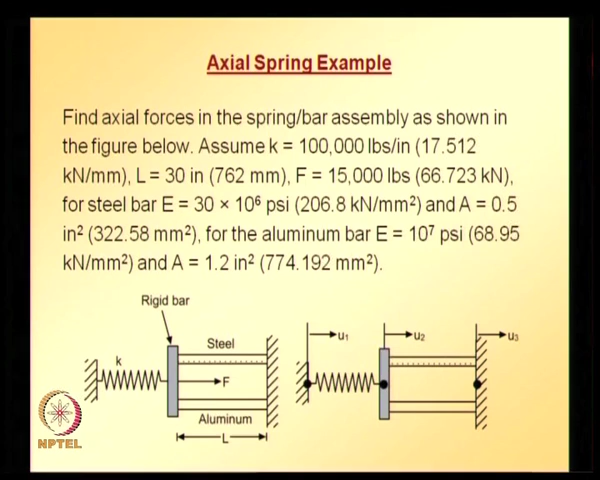 Axial Spring Example
Find axial forces in the spring/bar assembly as shown in
the figure below. Assume k = 100,000 lbs/in (17.512
kN/mm), L = 30 in (762 mm), F = 15,000 lbs (66.723 kN),
for steel bar E = 30 × 10⁶ psi (206.8 kN/mm²) and A = 0.5
in² (322.58 mm²), for the aluminum bar E = 10⁷ psi (68.95
kN/mm²) and A = 1.2 in² (774.192 mm²).
Rigid bar
k
Steel
F
Aluminum
L
u₁
u₂
u₃
NPTEL